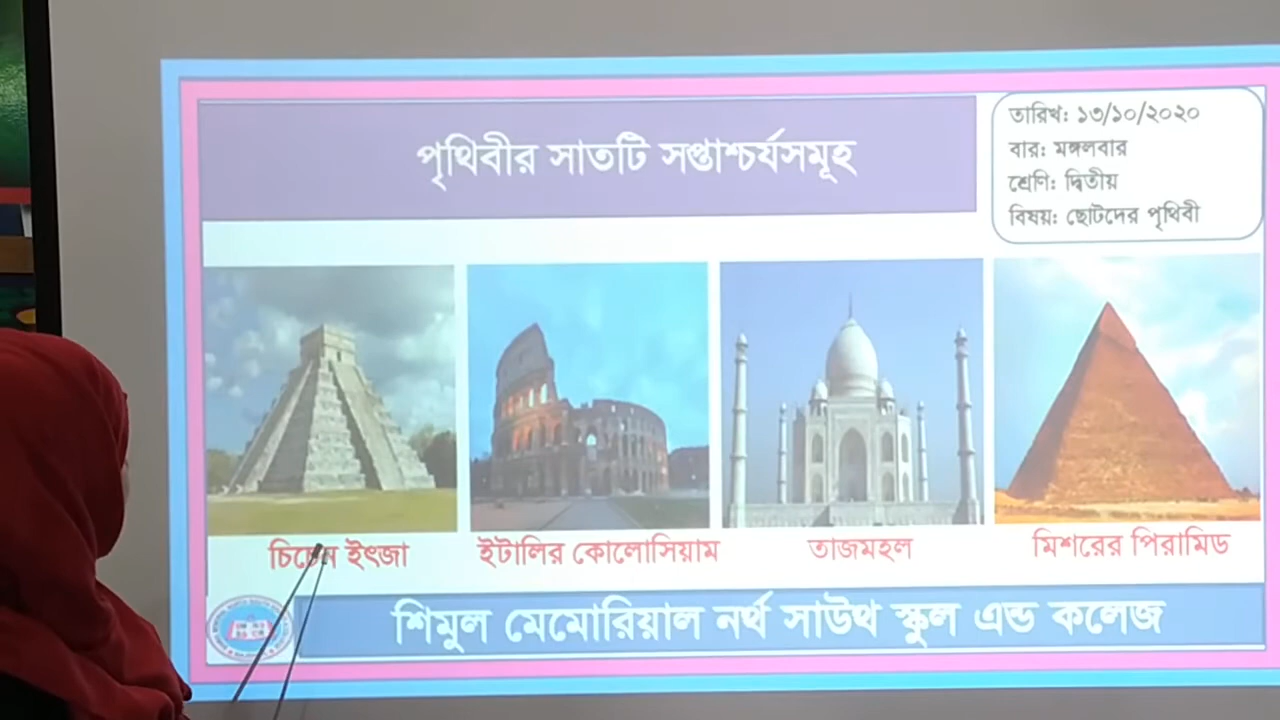 পৃথিবীর সাতটি সপ্তাশ্চর্যসমূহ
তারিখ: ১৩/১০/২০২০
বার: মঙ্গলবার
শ্রেণি: দ্বিতীয়
বিষয়: ছোটদের পৃথিবী
চিচেন ইৎজা
ইটালির কোলোসিয়াম
তাজমহল
মিশরের পিরামিড
শিমুল মেমোরিয়াল নর্থ সাউথ স্কুল এন্ড কলেজ